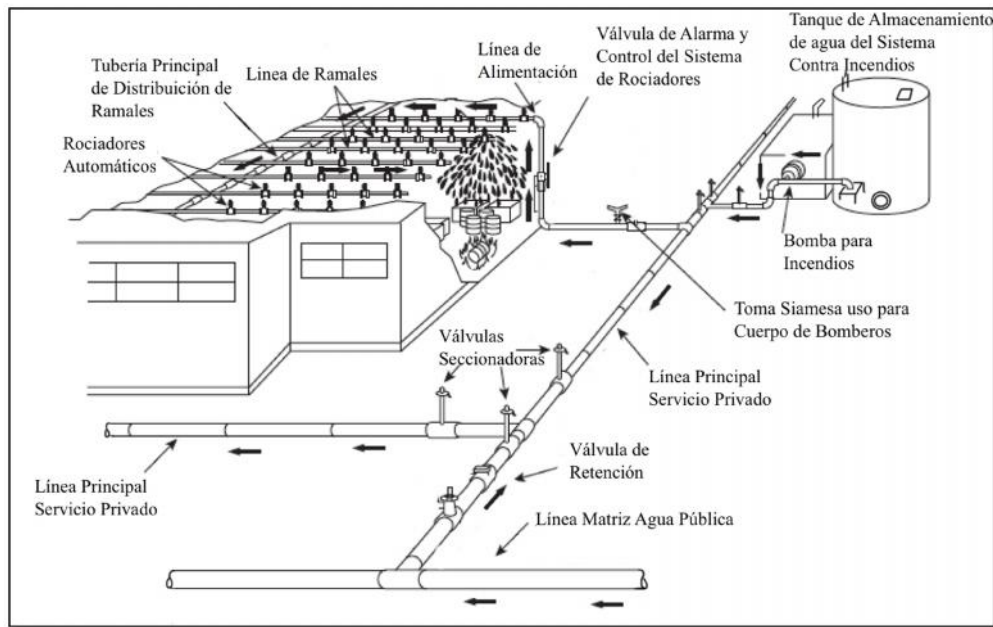 Tanque de Almacenamiento
de agua del Sistema
Contra Incendios
Válvula de Alarma y
Control del Sistema
de Rociadores
Línea de
Alimentación
Linea de Ramales
Tubería Principal
de Distribuición de
Ramales
Rociadores
Automáticos
Bomba para
Incendios
Toma Siamesa uso para
Cuerpo de Bomberos
Válvulas
Seccionadoras
Línea Principal
Servicio Privado
Válvula de
Retención
Línea Principal
Servicio Privado
Línea Matriz Agua Pública